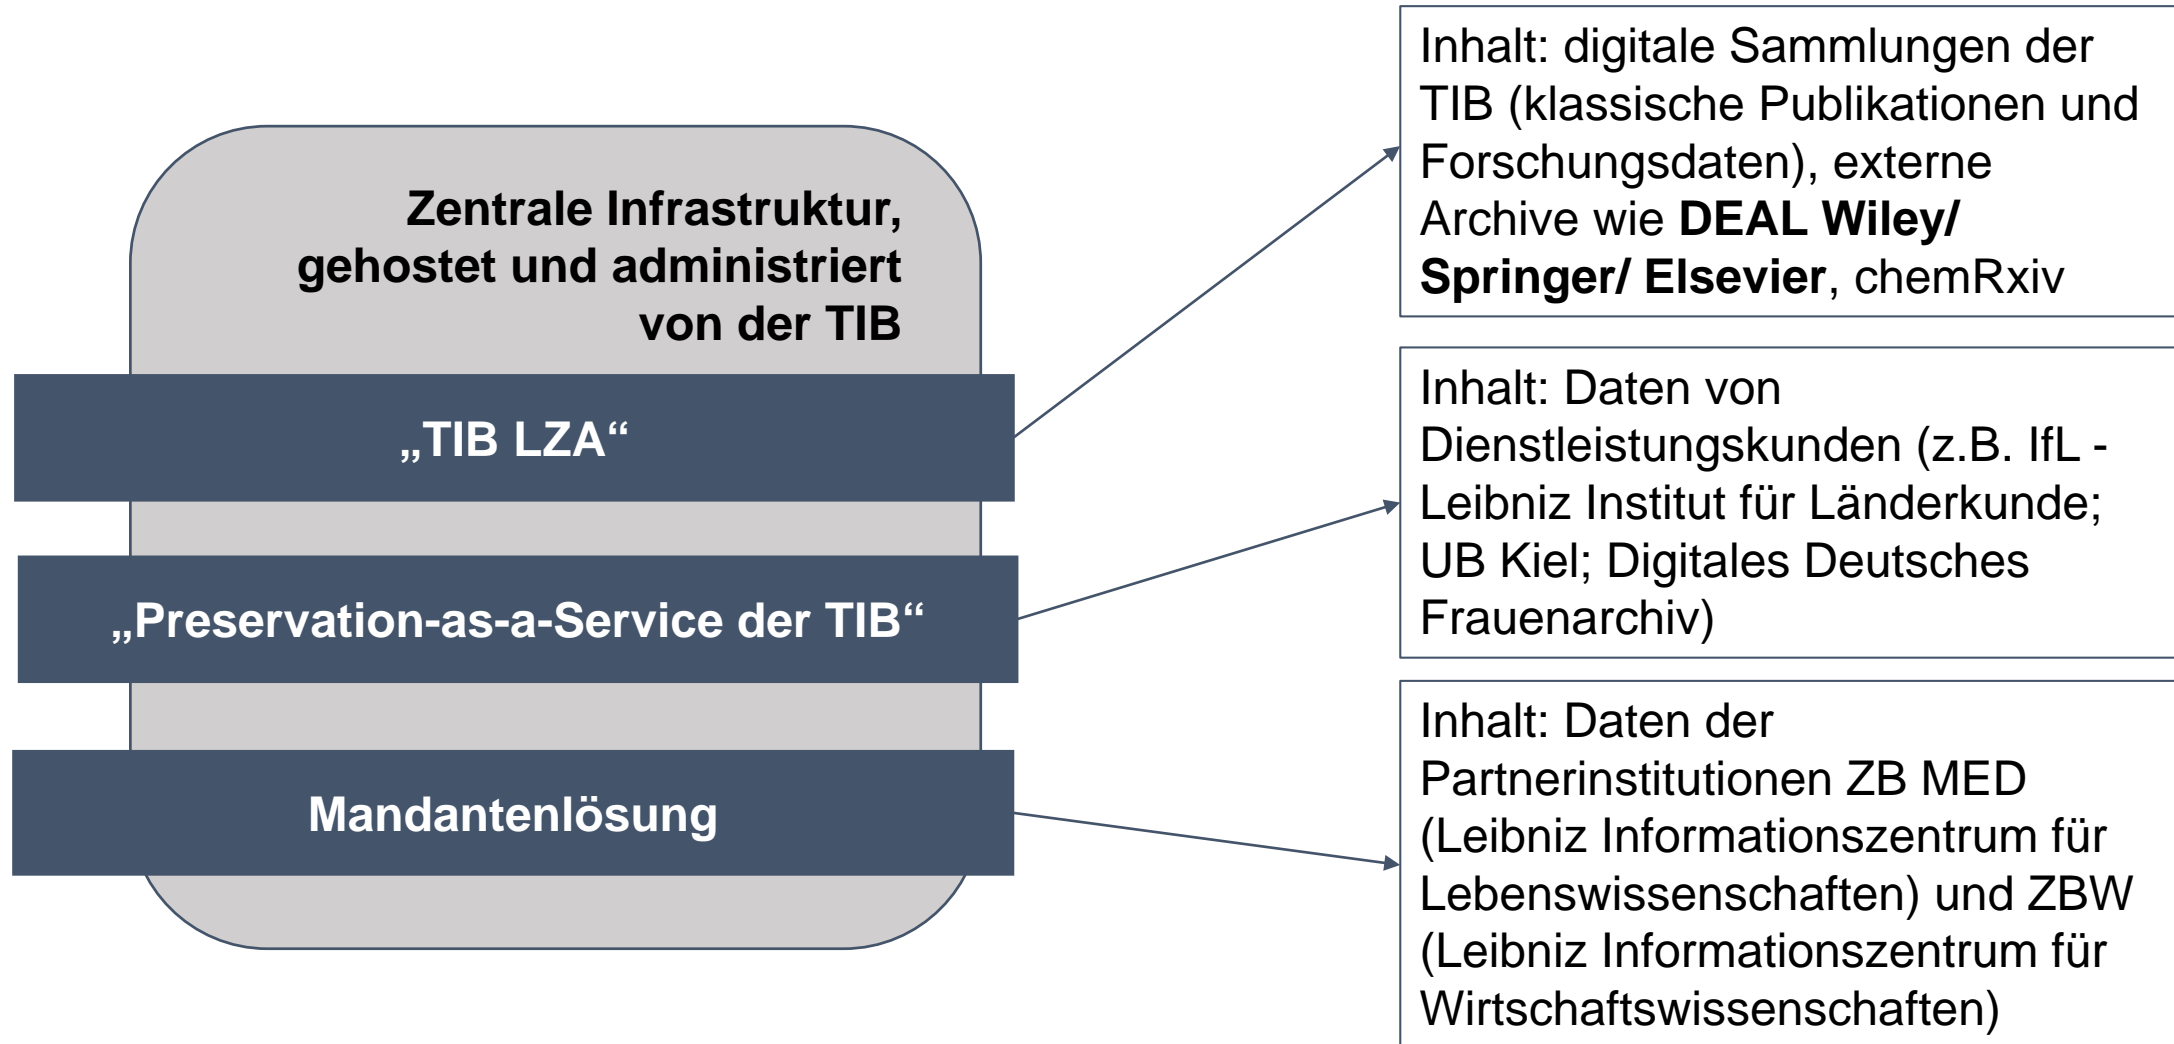 Zentrale Infrastruktur,
gehostet und administriert
von der TIB
„TIB LZA“
„Preservation-as-a-Service der TIB“
Mandantenlösung
Inhalt: digitale Sammlungen der
TIB (klassische Publikationen und
Forschungsdaten), externe
Archive wie DEAL Wiley/
Springer/ Elsevier, chemRxiv
Inhalt: Daten von
Dienstleistungskunden (z.B. IfL -
Leibniz Institut für Länderkunde;
UB Kiel; Digitales Deutsches
Frauenarchiv)
Inhalt: Daten der
Partnerinstitutionen ZB MED
(Leibniz Informationszentrum für
Lebenswissenschaften) und ZBW
(Leibniz Informationszentrum für
Wirtschaftswissenschaften)